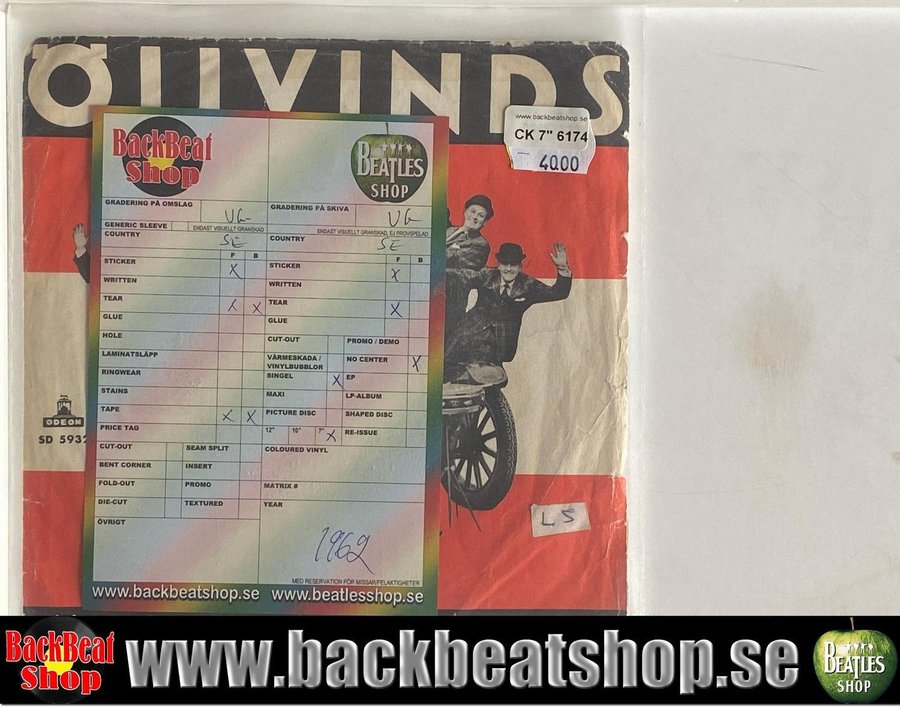 ÖIIVINDS
www.backbeatshop.se
CK 7" 6174
4000
BackBeat
Shop
BEATLES
SHOP
GRADERING PÅ OMSLAG
VG-
GRADERING PÅ SKIVA
VG-
GENERIC SLEEVE
ENDAST VISUELLT GRANSKAD
ENDAST VISUELLT GRANSKAD, EJ PROVSPELAD
COUNTRY
SE
COUNTRY
SE
F B
F B
STICKER X
STICKER X
WRITTEN
WRITTEN
TEAR X X
TEAR X
GLUE
GLUE
HOLE
CUT-OUT
PROMO / DEMO
LAMINATSLÄPP
VÄRMESKADA /
VINYLBUBBLOR
NO CENTER X
RINGWEAR
SINGEL X
EP
STAINS
MAXI
LP-ALBUM
TAPE X X
PICTURE DISC
SHAPED DISC
PRICE TAG
12" 10" 7" X
RE-ISSUE
CUT-OUT
SEAM SPLIT
COLOURED VINYL
BENT CORNER
INSERT
FOLD-OUT
PROMO
MATRIX #
DIE-CUT
TEXTURED
YEAR
ÖVRIGT
1962
MED RESERVATION FÖR MISSAR/FELAKTIGHETER
www.backbeatshop.se www.beatlesshop.se
ODEON
SD 5932
LS
BackBeat
Shop
www.backbeatshop.se
BEATLES
SHOP